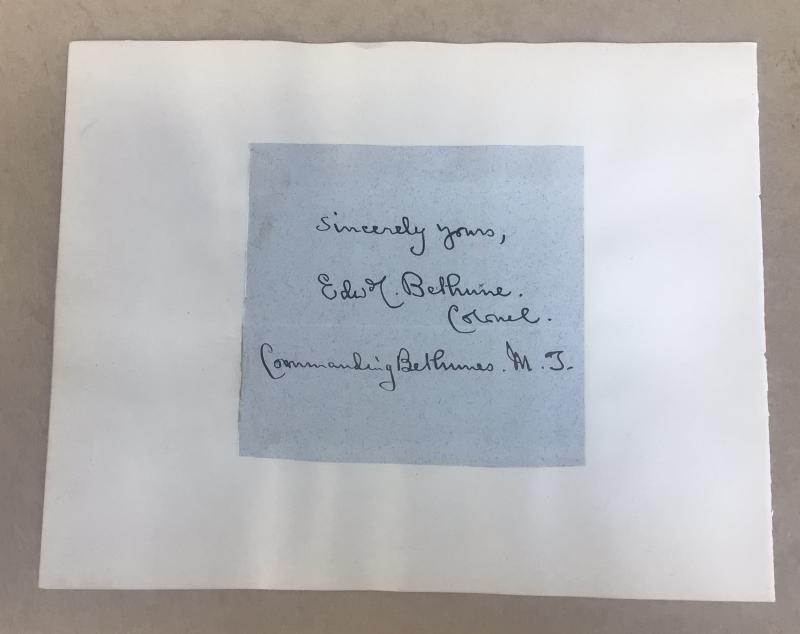 Sincerely yours,
Edw C. Bethune.
Colonel.
Commanding Bethunes. M. I.